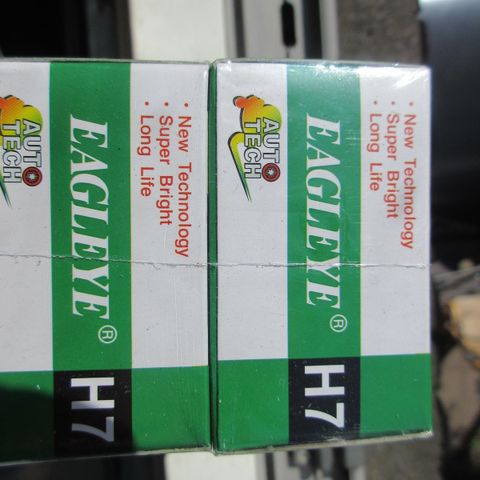 • New Technology
• Super Bright
• Long Life
EAGLEYE®
AUTO
TECH
H7
• New Technology
• Super Bright
• Long Life
EAGLEYE®
AUTO
TECH
H7